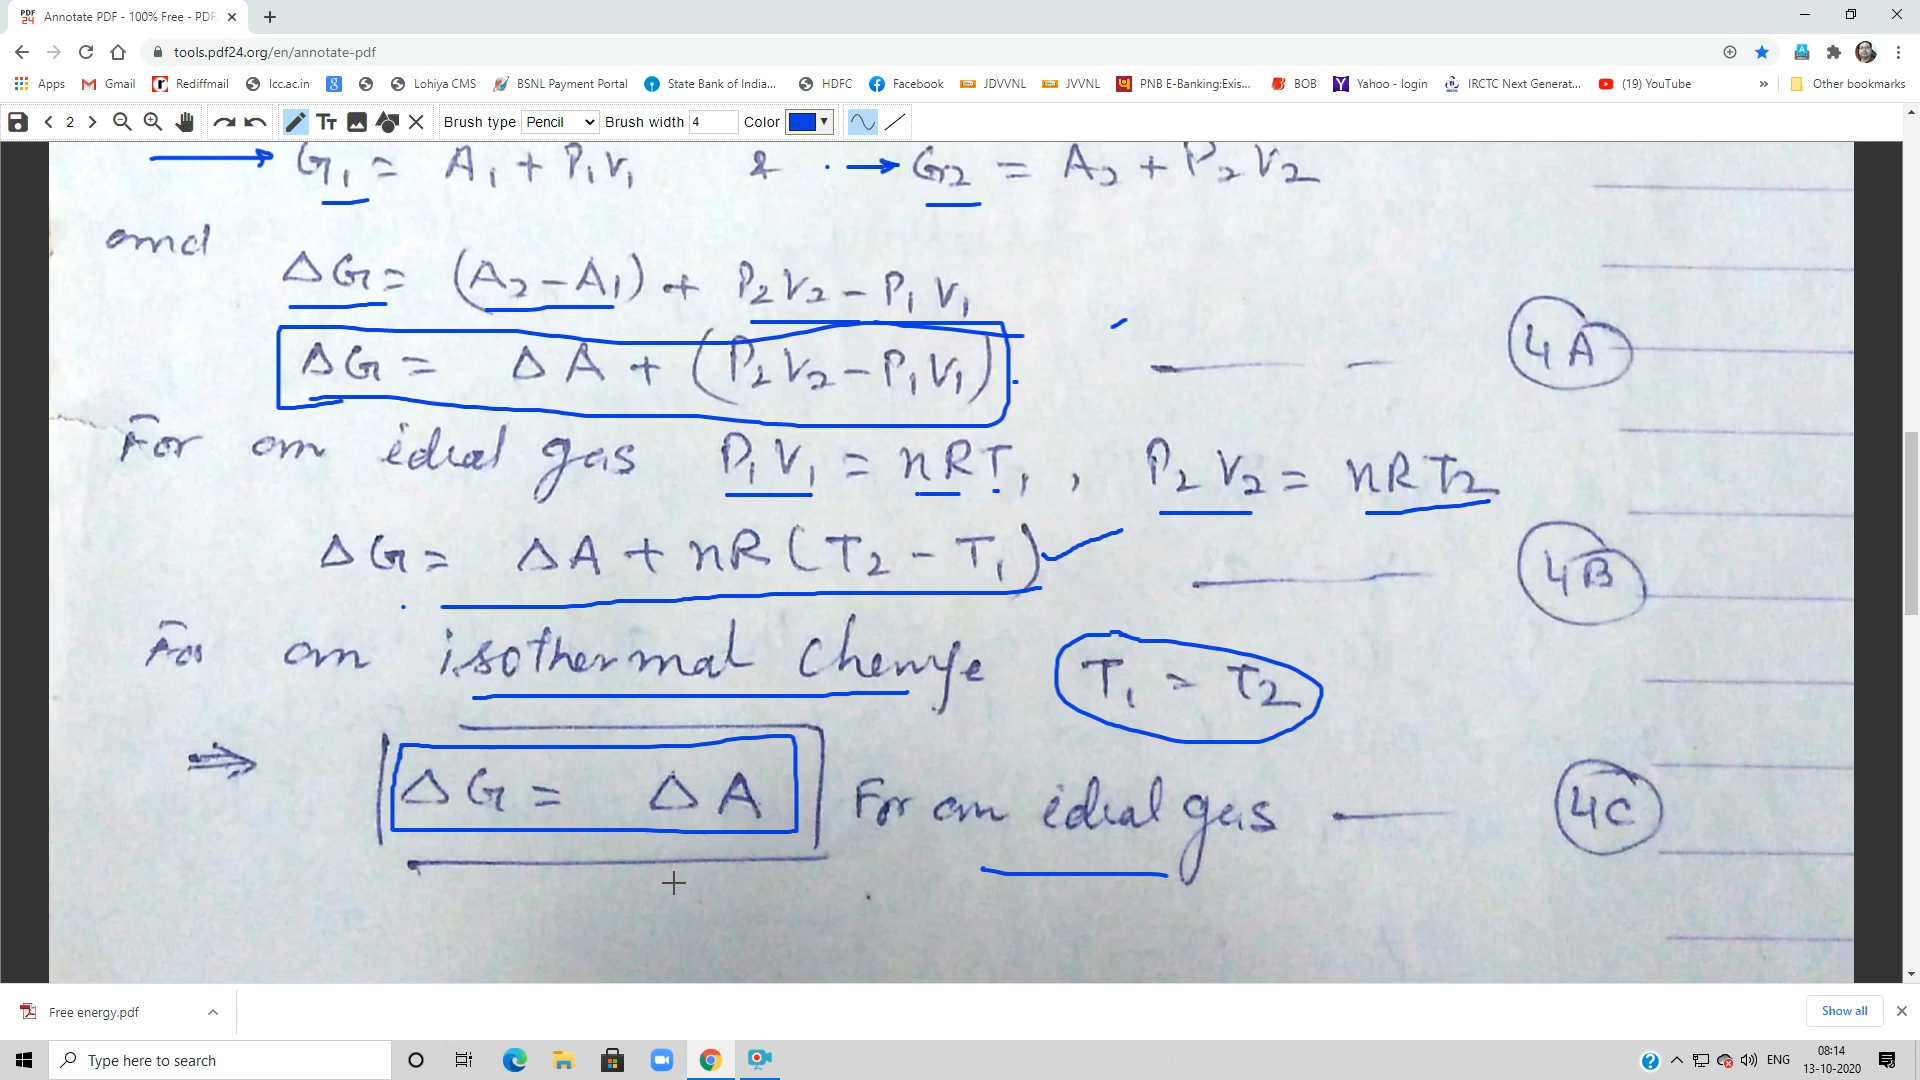 Annotate PDF - 100% Free - PDF
tools.pdf24.org/en/annotate-pdf
Apps Gmail Rediffmail lcc.ac.in Lohiya CMS BSNL Payment Portal State Bank of India... HDFC Facebook JDVVNL JVVNL PNB E-Banking:Exis... BOB Yahoo - login IRCTC Next Generat... (19) YouTube » Other bookmarks
2 Brush type Pencil Brush width 4 Color
G₁ = A₁ + P₁V₁ & G₂ = A₂ + P₂V₂
and
ΔG = (A₂ - A₁) + P₂V₂ - P₁V₁
ΔG = ΔA + (P₂V₂ - P₁V₁) 4A
For an ideal gas P₁V₁ = nRT₁, P₂V₂ = nRT₂
ΔG = ΔA + nR(T₂ - T₁) 4B
For an isothermal change T₁ = T₂
⇒ ΔG = ΔA For an ideal gas 4C
Free energy.pdf Show all
Type here to search ENG 08:14
13-10-2020